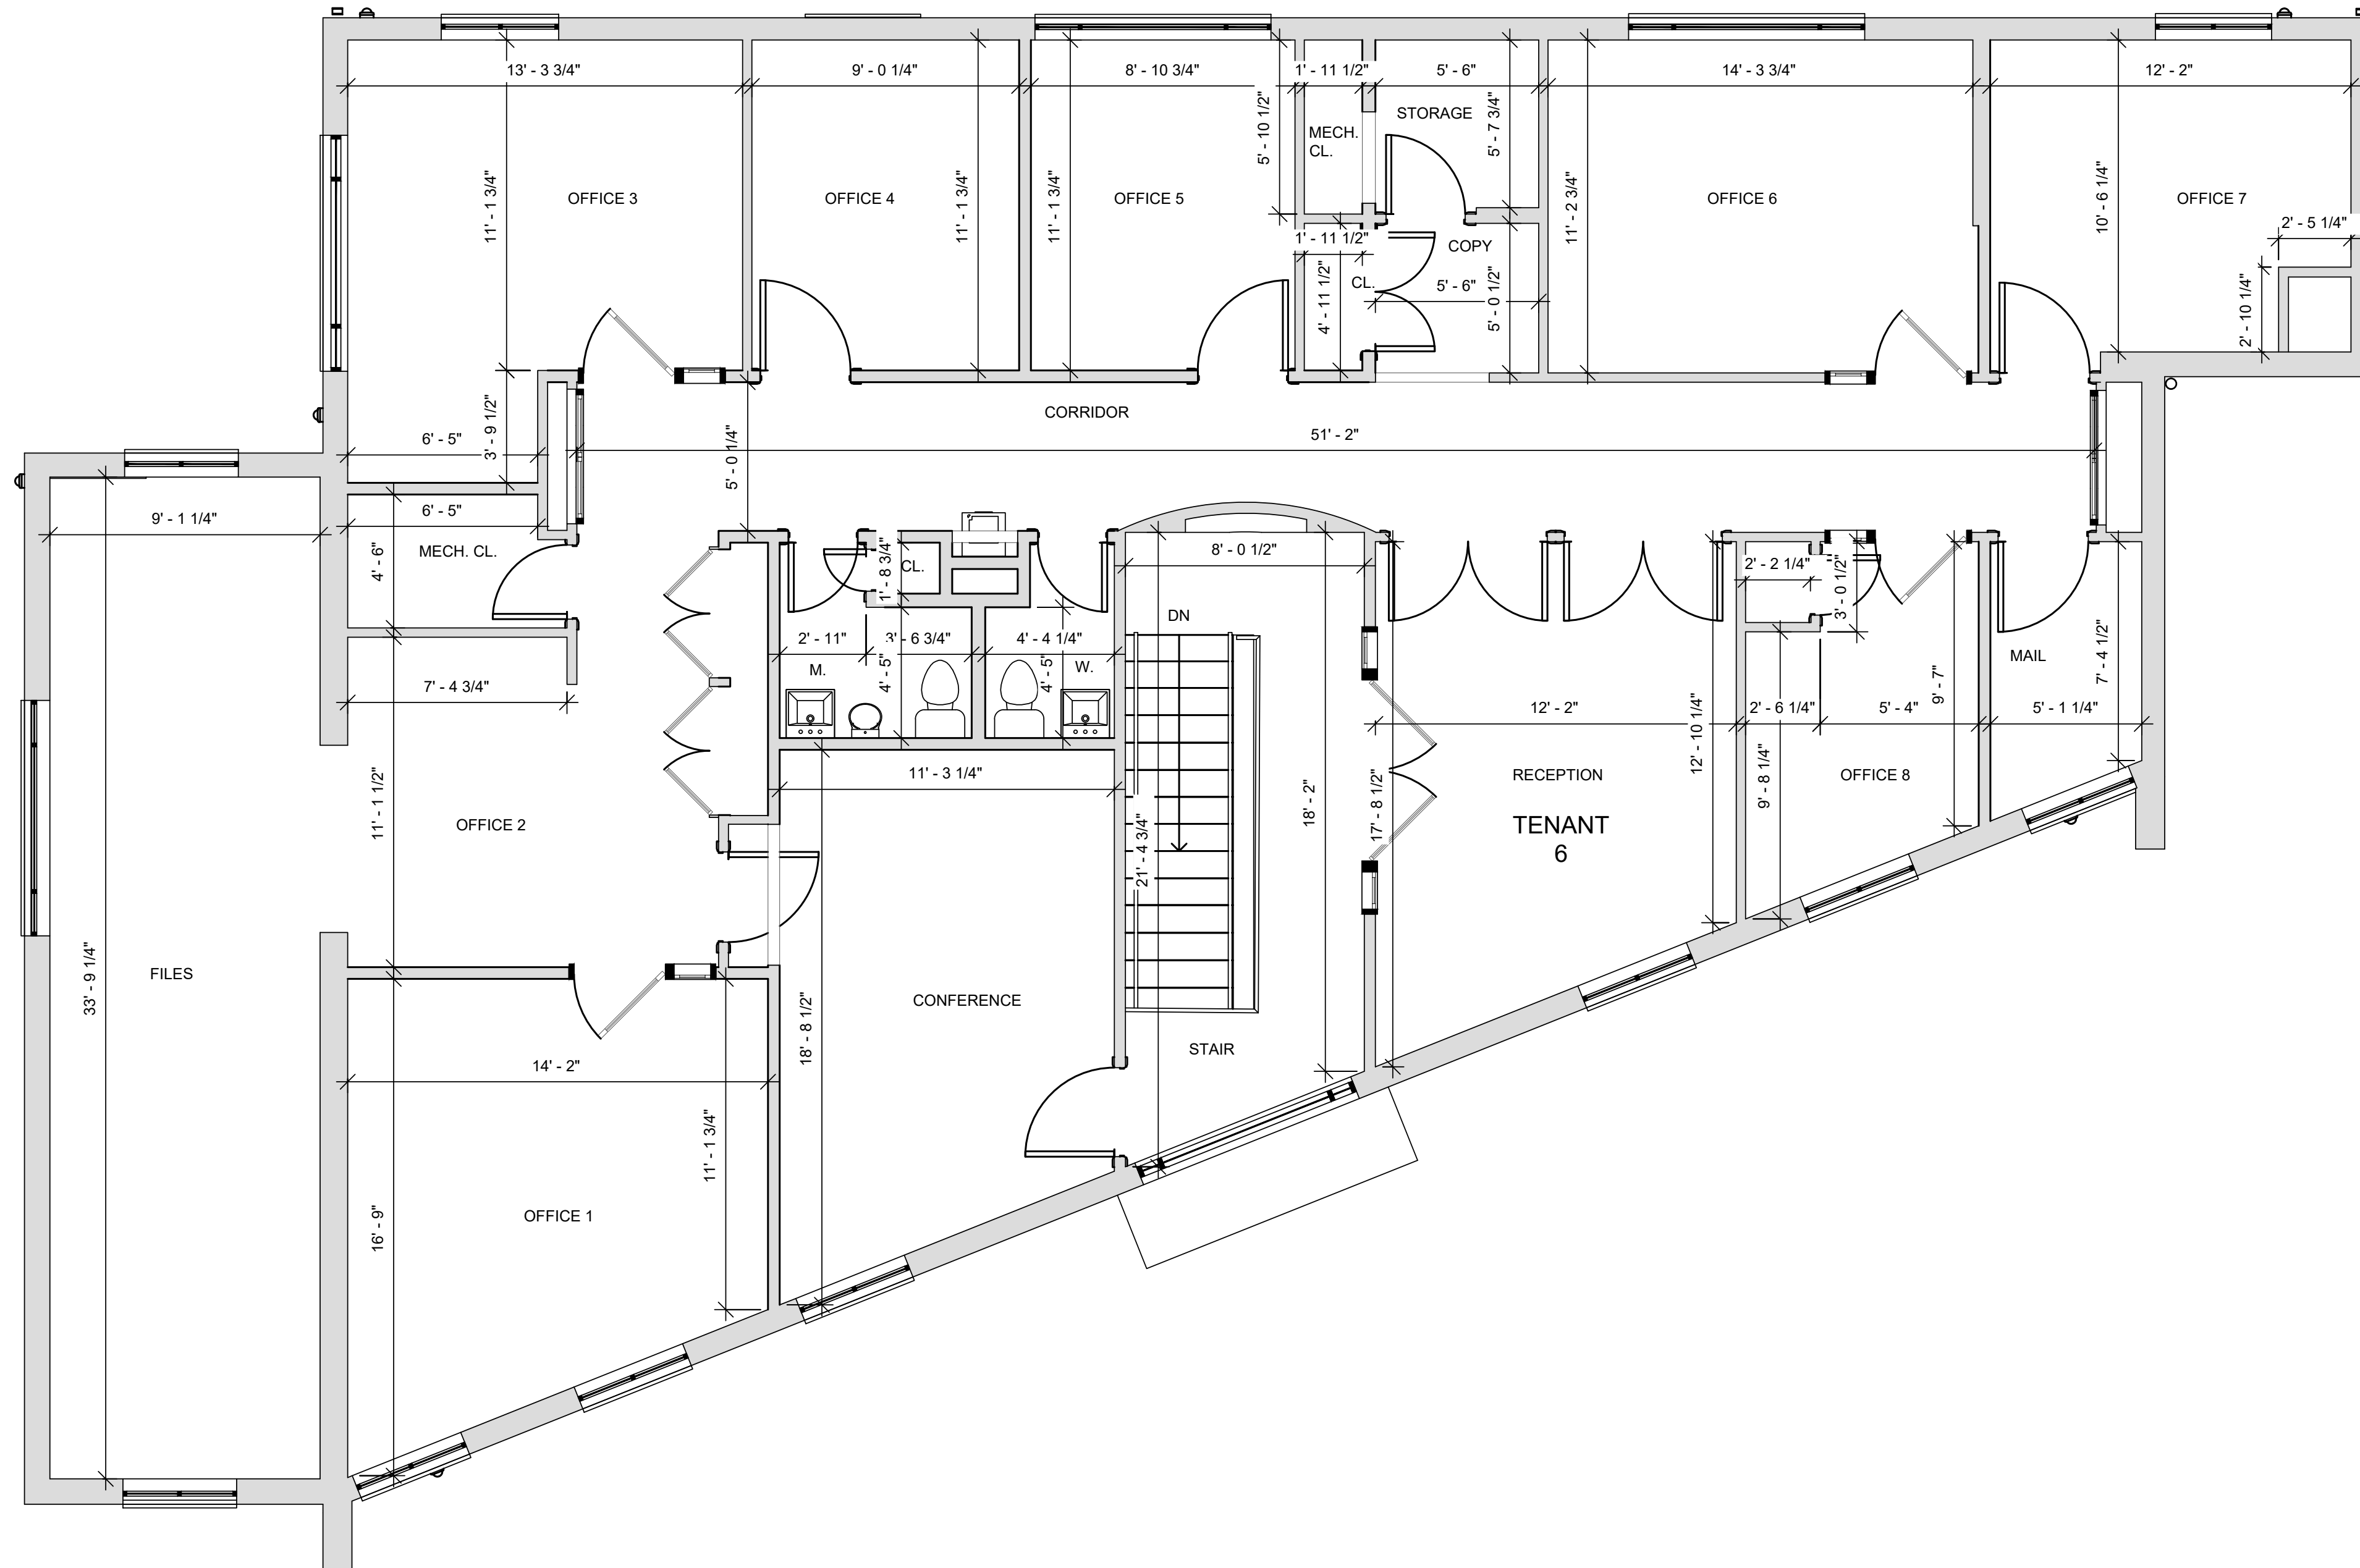 13' - 3 3/4"
9' - 0 1/4"
8' - 10 3/4"
1' - 11 1/2"
5' - 6"
14' - 3 3/4"
12' - 2"
STORAGE
MECH.
CL.
5' - 10 1/2"
5' - 7 3/4"
OFFICE 3
OFFICE 4
OFFICE 5
OFFICE 6
OFFICE 7
11' - 1 3/4"
11' - 1 3/4"
11' - 1 3/4"
11' - 2 3/4"
10' - 6 1/4"
2' - 5 1/4"
1' - 11 1/2"
COPY
CL.
5' - 6"
4' - 11 1/2"
5' - 0 1/2"
2' - 10 1/4"
CORRIDOR
51' - 2"
6' - 5"
3' - 9 1/2"
5' - 0 1/4"
9' - 1 1/4"
6' - 5"
MECH. CL.
4' - 6"
8' - 0 1/2"
CL.
1' - 8 3/4"
2' - 2 1/4"
3' - 0 1/2"
DN
2' - 11"
3' - 6 3/4"
4' - 4 1/4"
M.
W.
4' - 5"
4' - 5"
MAIL
7' - 4 1/2"
7' - 4 3/4"
12' - 2"
2' - 6 1/4"
5' - 4"
5' - 1 1/4"
9' - 7"
12' - 10 1/4"
11' - 3 1/4"
RECEPTION
OFFICE 8
9' - 8 1/4"
18' - 2"
17' - 8 1/2"
11' - 1 1/2"
OFFICE 2
TENANT
6
21' - 4 3/4"
FILES
33' - 9 1/4"
CONFERENCE
18' - 8 1/2"
STAIR
14' - 2"
11' - 1 3/4"
OFFICE 1
16' - 9"